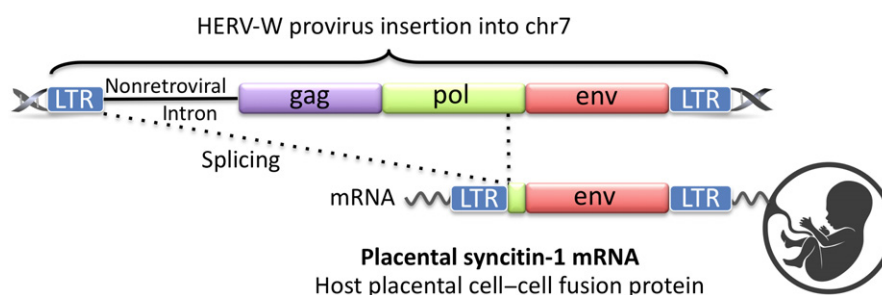 HERV-W provirus insertion into chr7
LTR Nonretroviral Intron gag pol env LTR
Splicing
mRNA LTR env LTR
Placental syncitin-1 mRNA
Host placental cell–cell fusion protein